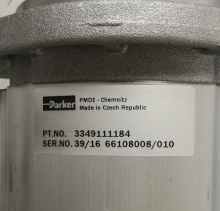 Parker
PMDE - Chemnitz
Made in Czech Republic
PT.NO. 3349111184
SER.NO. 39/16 66108008/010